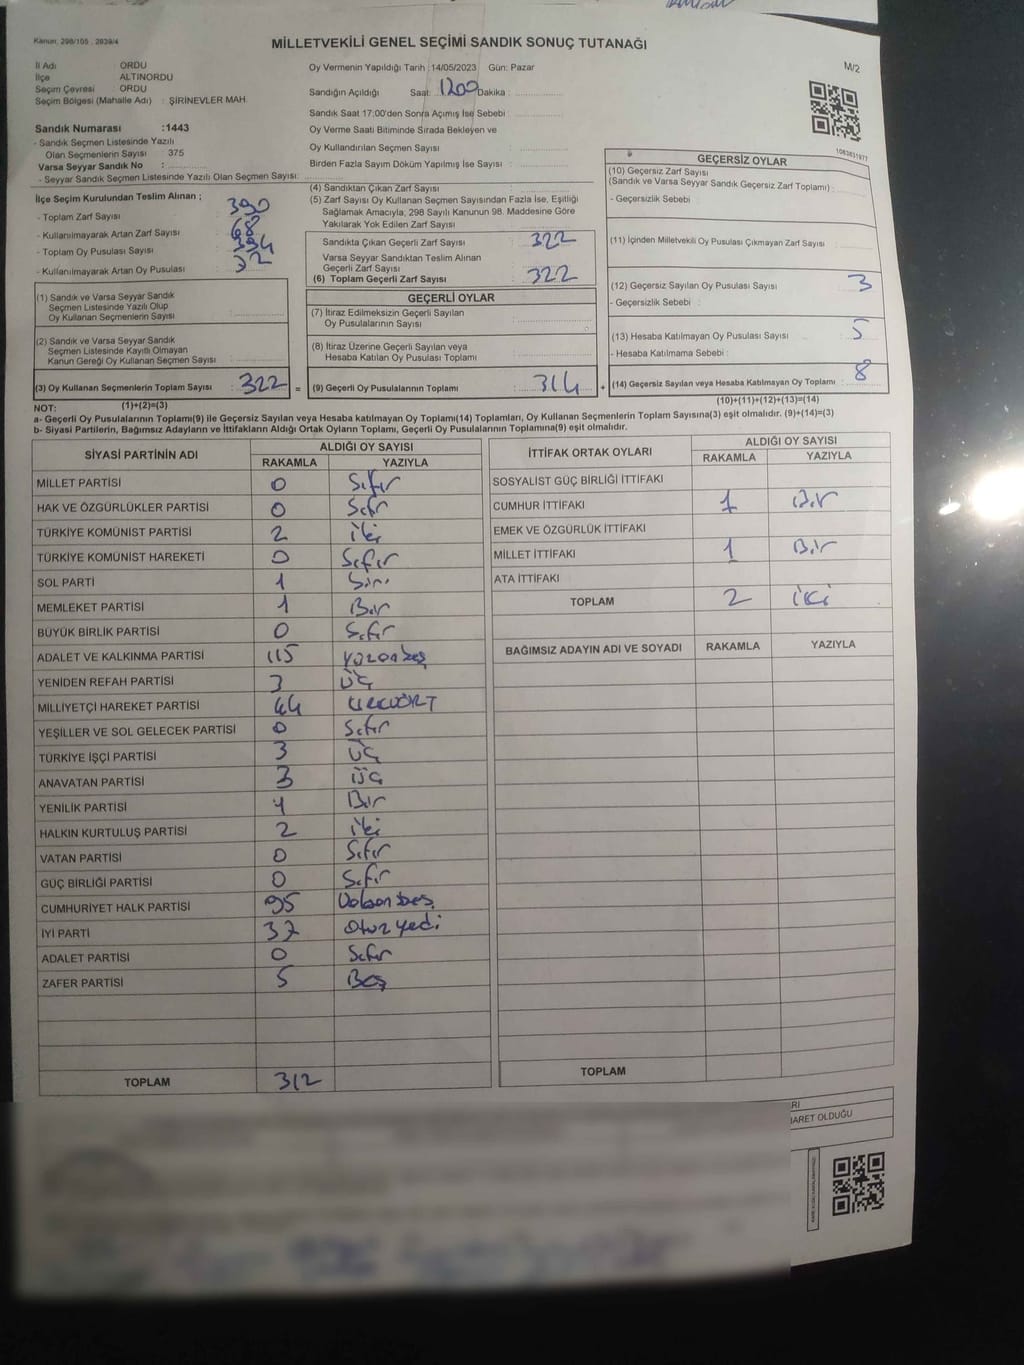 Kanun, 298/105 , 2839/4
MİLLETVEKİLİ GENEL SEÇİMİ SANDIK SONUÇ TUTANAĞI
M/2
İl Adı : ORDU
İlçe : ALTINORDU
Seçim Çevresi : ORDU
Seçim Bölgesi (Mahalle Adı) : ŞİRİNEVLER MAH.
Sandık Numarası :1443
- Sandık Seçmen Listesinde Yazılı
Olan Seçmenlerin Sayısı : 375
Varsa Seyyar Sandık No :
- Seyyar Sandık Seçmen Listesinde Yazılı Olan Seçmen Sayısı:
Oy Vermenin Yapıldığı Tarih :14/05/2023 Gün: Pazar
Sandığın Açıldığı Saat: 1700 Dakika :
Sandık Saat 17:00'den Sonra Açımış İse Sebebi :
Oy Verme Saati Bitiminde Sırada Bekleyen ve
Oy Kullandırılan Seçmen Sayısı :
Birden Fazla Sayım Döküm Yapılmış İse Sayısı :
1083831977
İlçe Seçim Kurulundan Teslim Alınan ;
- Toplam Zarf Sayısı : 390
- Kullanılmayarak Artan Zarf Sayısı : 68
- Toplam Oy Pusulası Sayısı : 394
- Kullanılmayarak Artan Oy Pusulası : 72
(4) Sandıktan Çıkan Zarf Sayısı :
(5) Zarf Sayısı Oy Kullanan Seçmen Sayısından Fazla İse, Eşitliği
Sağlamak Amacıyla, 298 Sayılı Kanunun 98. Maddesine Göre
Yakılarak Yok Edilen Zarf Sayısı :
Sandıkta Çıkan Geçerli Zarf Sayısı : 322
Varsa Seyyar Sandıktan Teslim Alınan
Geçerli Zarf Sayısı :
(6) Toplam Geçerli Zarf Sayısı : 322
GEÇERSİZ OYLAR
(10) Geçersiz Zarf Sayısı
(Sandık ve Varsa Seyyar Sandık Geçersiz Zarf Toplamı) :
- Geçersizlik Sebebi :
(11) İçinden Milletvekili Oy Pusulası Çıkmayan Zarf Sayısı :
(12) Geçersiz Sayılan Oy Pusulası Sayısı : 3
- Geçersizlik Sebebi :
(13) Hesaba Katılmayan Oy Pusulası Sayısı : 5
- Hesaba Katılmama Sebebi :
(14) Geçersiz Sayılan veya Hesaba Katılmayan Oy Toplamı : 8
(10)+(11)+(12)+(13)=(14)
(1) Sandık ve Varsa Seyyar Sandık
Seçmen Listesinde Yazılı Olup
Oy Kullanan Seçmenlerin Sayısı :
(2) Sandık ve Varsa Seyyar Sandık
Seçmen Listesinde Kayıtlı Olmayan
Kanun Gereği Oy Kullanan Seçmen Sayısı :
(3) Oy Kullanan Seçmenlerin Toplam Sayısı : 322 =
(1)+(2)=(3)
GEÇERLİ OYLAR
(7) İtiraz Edilmeksizin Geçerli Sayılan
Oy Pusulalarının Sayısı :
(8) İtiraz Üzerine Geçerli Sayılan veya
Hesaba Katılan Oy Pusulası Toplamı :
(9) Geçerli Oy Pusulalarının Toplamı : 314 +
NOT:
a- Geçerli Oy Pusulalarının Toplamı(9) ile Geçersiz Sayılan veya Hesaba katılmayan Oy Toplamı(14) Toplamları, Oy Kullanan Seçmenlerin Toplam Sayısına(3) eşit olmalıdır. (9)+(14)=(3)
b- Siyasi Partilerin, Bağımsız Adayların ve İttifakların Aldığı Ortak Oyların Toplamı, Geçerli Oy Pusulalarının Toplamına(9) eşit olmalıdır.
SİYASİ PARTİNİN ADI ALDIĞI OY SAYISI
RAKAMLA YAZIYLA
MİLLET PARTİSİ 0 Sıfır
HAK VE ÖZGÜRLÜKLER PARTİSİ 0 Sıfır
TÜRKİYE KOMÜNİST PARTİSİ 2 iki
TÜRKİYE KOMÜNİST HAREKETİ 0 Sıfır
SOL PARTİ 1
MEMLEKET PARTİSİ 1 Bir
BÜYÜK BİRLİK PARTİSİ 0 Sıfır
ADALET VE KALKINMA PARTİSİ 115 yüzonbeş
YENİDEN REFAH PARTİSİ 3 üç
MİLLİYETÇİ HAREKET PARTİSİ 44 KIRKDÖRT
YEŞİLLER VE SOL GELECEK PARTİSİ 0 Sıfır
TÜRKİYE İŞÇİ PARTİSİ 3 üç
ANAVATAN PARTİSİ 3 üç
YENİLİK PARTİSİ 1 Bir
HALKIN KURTULUŞ PARTİSİ 2 iki
VATAN PARTİSİ 0 Sıfır
GÜÇ BİRLİĞİ PARTİSİ 0 Sıfır
CUMHURİYET HALK PARTİSİ 95 Doksanbeş
İYİ PARTİ 37 Otuz yedi
ADALET PARTİSİ 0 Sıfır
ZAFER PARTİSİ 5 Beş
TOPLAM 312
İTTİFAK ORTAK OYLARI ALDIĞI OY SAYISI
RAKAMLA YAZIYLA
SOSYALİST GÜÇ BİRLİĞİ İTTİFAKI
CUMHUR İTTİFAKI 1 Bir
EMEK VE ÖZGÜRLÜK İTTİFAKI
MİLLET İTTİFAKI 1 Bir
ATA İTTİFAKI
TOPLAM 2 iki
BAĞIMSIZ ADAYIN ADI VE SOYADI RAKAMLA YAZIYLA
TOPLAM